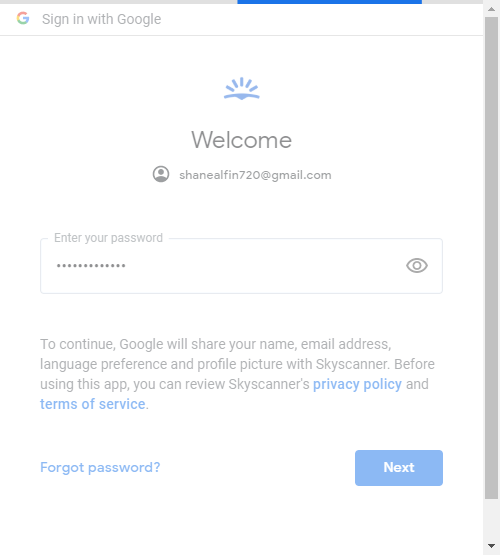 Sign in with Google
Welcome
shanealfin720@gmail.com
Enter your password
•••••••••••••
To continue, Google will share your name, email address,
language preference and profile picture with Skyscanner. Before
using this app, you can review Skyscanner's privacy policy and
terms of service.
Forgot password?
Next